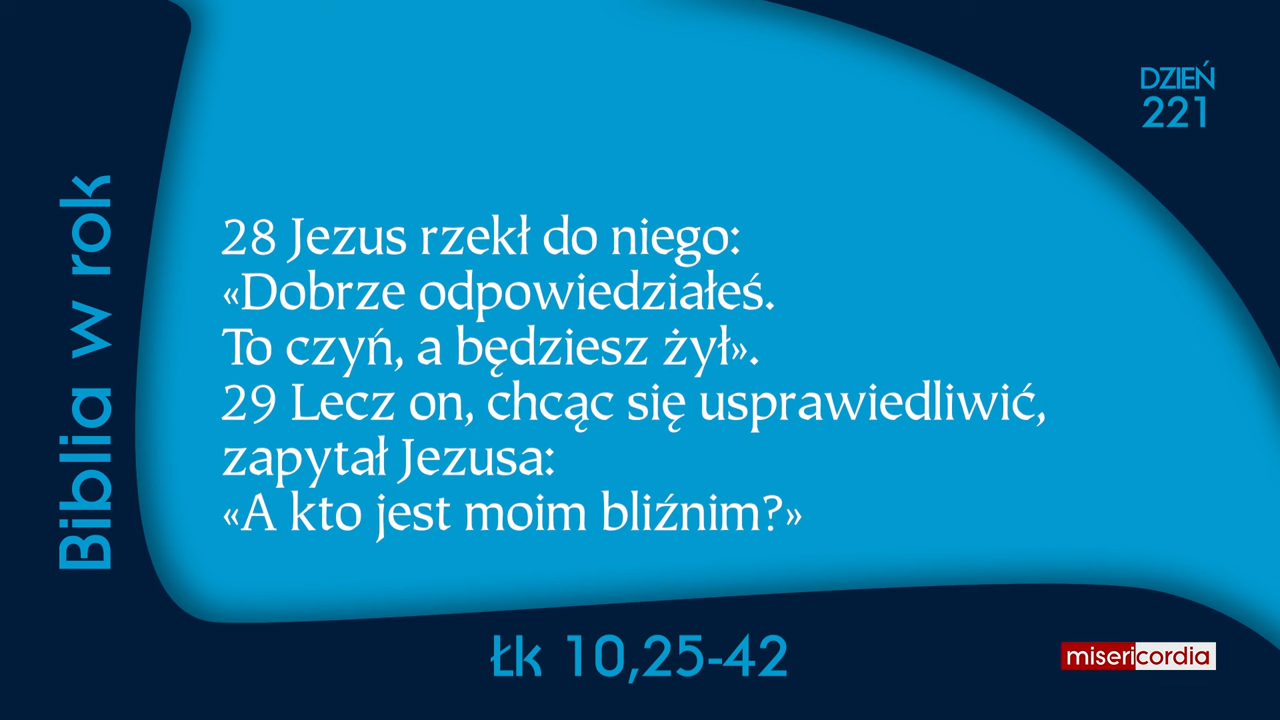 DZIEŃ
221
Biblia w rok
28 Jezus rzekł do niego:
«Dobrze odpowiedziałeś.
To czyń, a będziesz żył».
29 Lecz on, chcąc się usprawiedliwić,
zapytał Jezusa:
«A kto jest moim bliźnim?»
Łk 10,25-42
misericordia